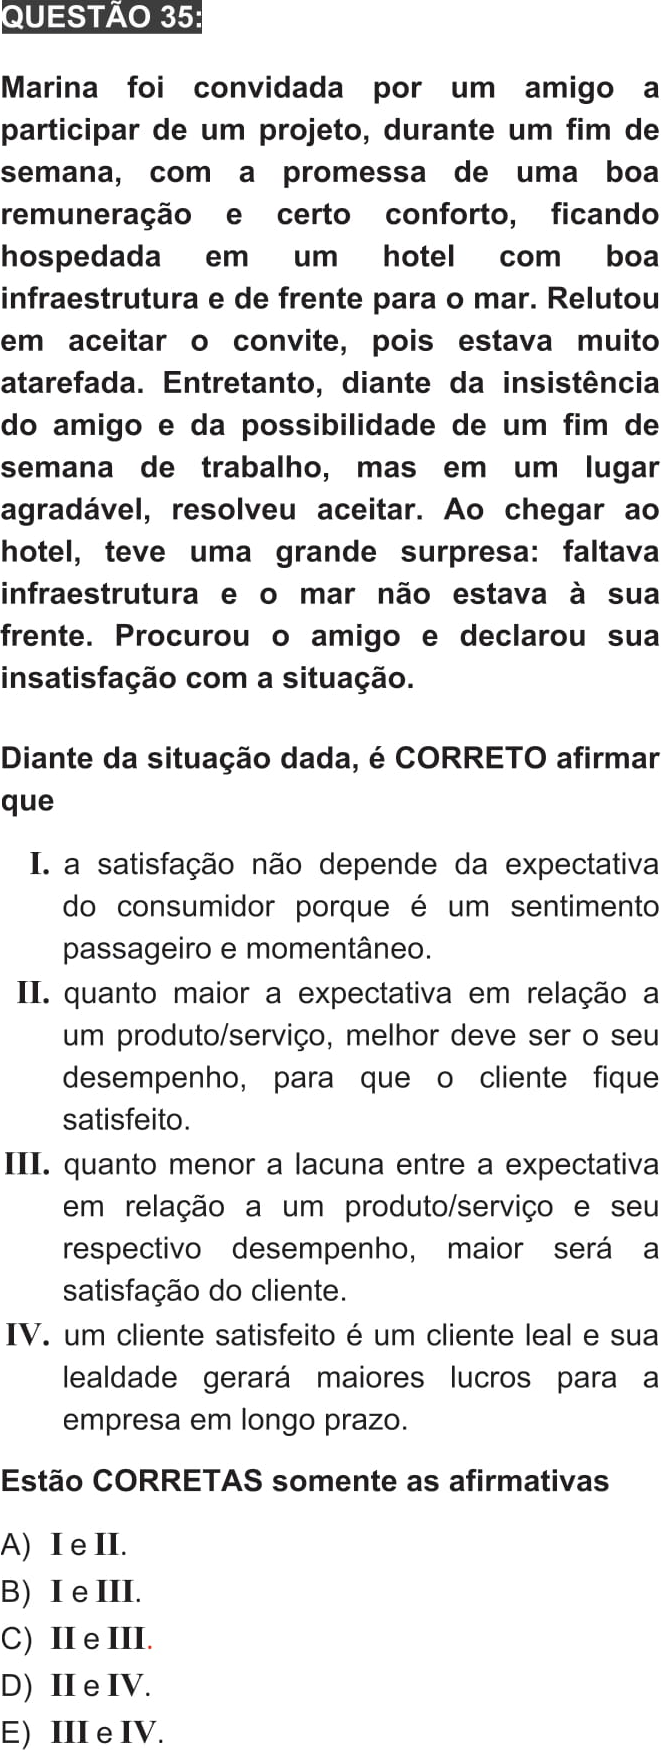 QUESTÃO 35:
Marina foi convidada por um amigo a
participar de um projeto, durante um fim de
semana, com a promessa de uma boa
remuneração e certo conforto, ficando
hospedada em um hotel com boa
infraestrutura e de frente para o mar. Relutou
em aceitar o convite, pois estava muito
atarefada. Entretanto, diante da insistência
do amigo e da possibilidade de um fim de
semana de trabalho, mas em um lugar
agradável, resolveu aceitar. Ao chegar ao
hotel, teve uma grande surpresa: faltava
infraestrutura e o mar não estava à sua
frente. Procurou o amigo e declarou sua
insatisfação com a situação.
Diante da situação dada, é CORRETO afirmar
que
I. a satisfação não depende da expectativa
do consumidor porque é um sentimento
passageiro e momentâneo.
II. quanto maior a expectativa em relação a
um produto/serviço, melhor deve ser o seu
desempenho, para que o cliente fique
satisfeito.
III. quanto menor a lacuna entre a expectativa
em relação a um produto/serviço e seu
respectivo desempenho, maior será a
satisfação do cliente.
IV. um cliente satisfeito é um cliente leal e sua
lealdade gerará maiores lucros para a
empresa em longo prazo.
Estão CORRETAS somente as afirmativas
A) I e II.
B) I e III.
C) II e III.
D) II e IV.
E) III e IV.